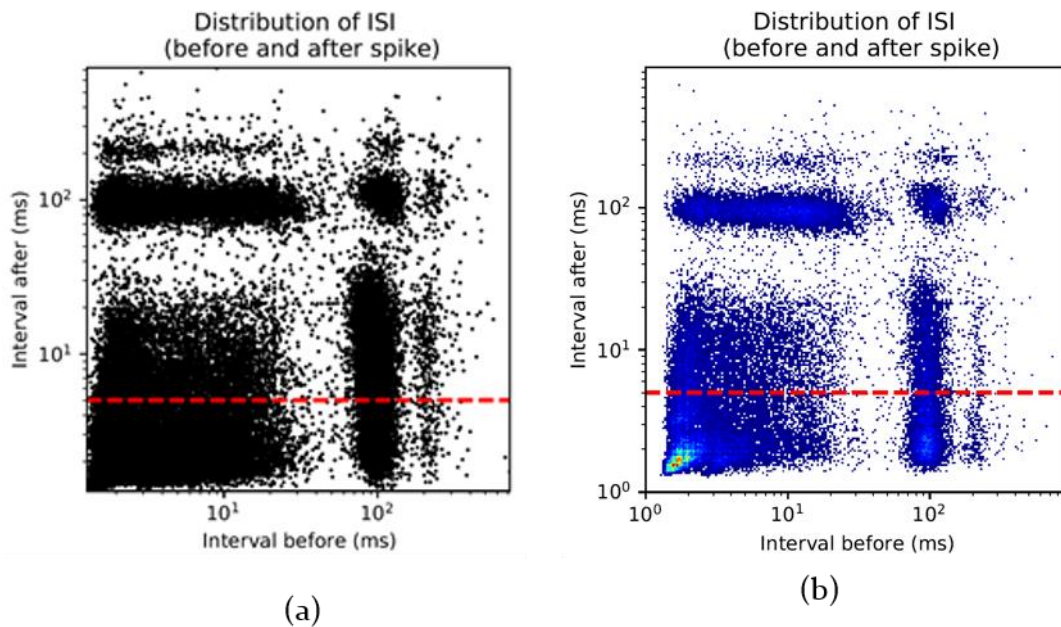 Distribution of ISI
(before and after spike)
Interval after (ms)
10²
10¹
10¹
10²
Interval before (ms)
(a)
Distribution of ISI
(before and after spike)
Interval after (ms)
10²
10¹
10⁰
10⁰
10¹
10²
Interval before (ms)
(b)